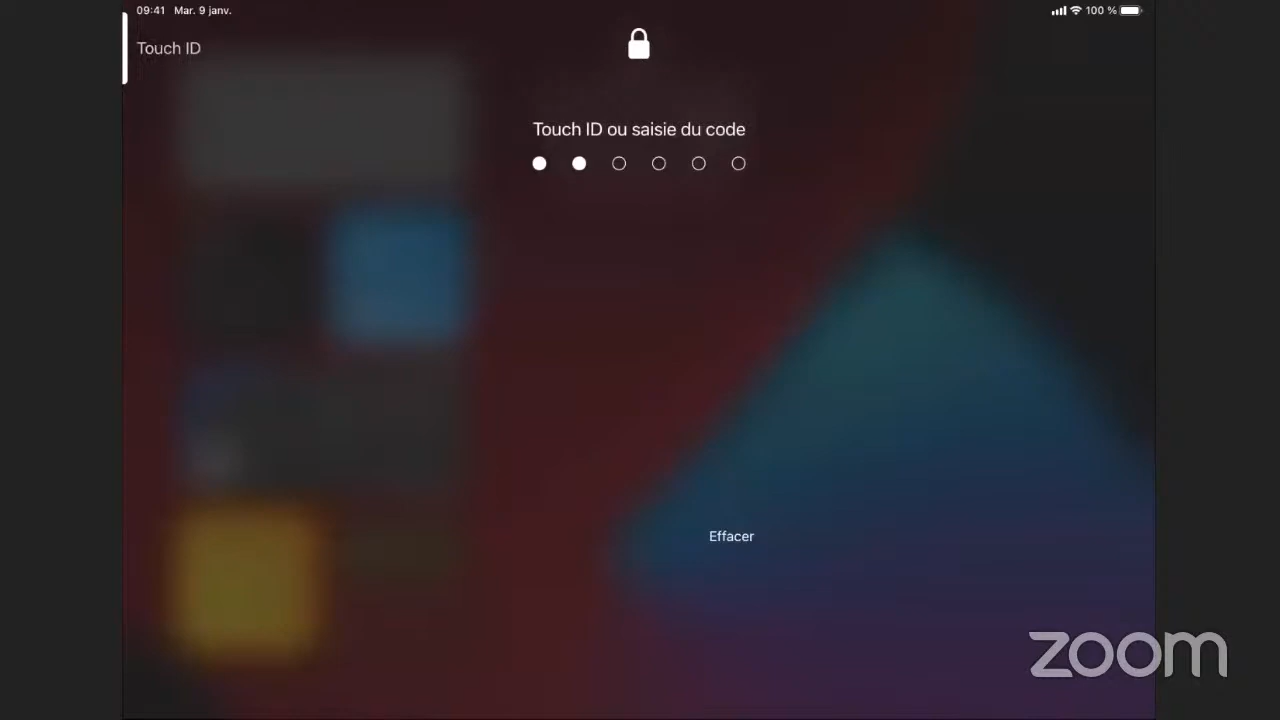 09:41 Mar. 9 janv. 100 %
Touch ID
Touch ID ou saisie du code
Effacer
zoom